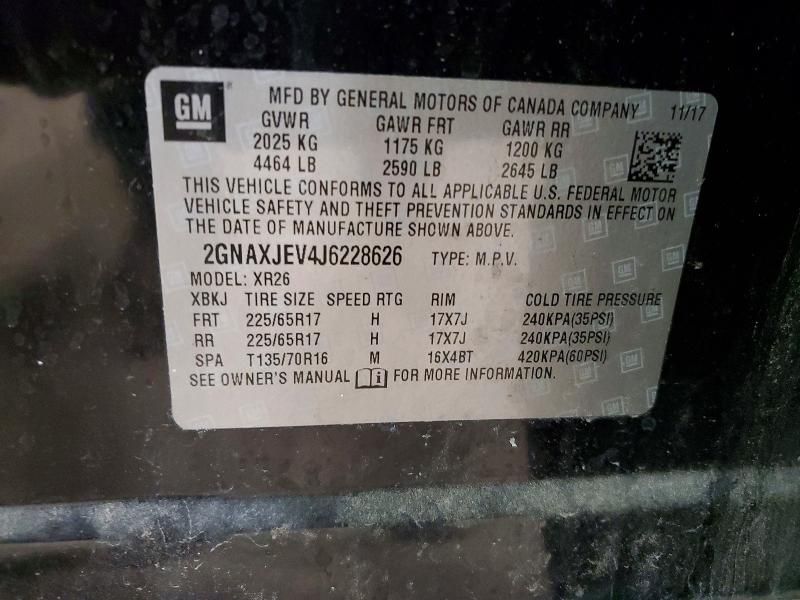 GM
MFD BY GENERAL MOTORS OF CANADA COMPANY 11/17
GVWR GAWR FRT GAWR RR
2025 KG 1175 KG 1200 KG
4464 LB 2590 LB 2645 LB
THIS VEHICLE CONFORMS TO ALL APPLICABLE U.S. FEDERAL MOTOR
VEHICLE SAFETY AND THEFT PREVENTION STANDARDS IN EFFECT ON
THE DATE OF MANUFACTURE SHOWN ABOVE.
2GNAXJEV4J6228626 TYPE: M.P.V.
MODEL: XR26
XBKJ TIRE SIZE SPEED RTG RIM COLD TIRE PRESSURE
FRT 225/65R17 H 17X7J 240KPA(35PSI)
RR 225/65R17 H 17X7J 240KPA(35PSI)
SPA T135/70R16 M 16X4BT 420KPA(60PSI)
SEE OWNER'S MANUAL FOR MORE INFORMATION.